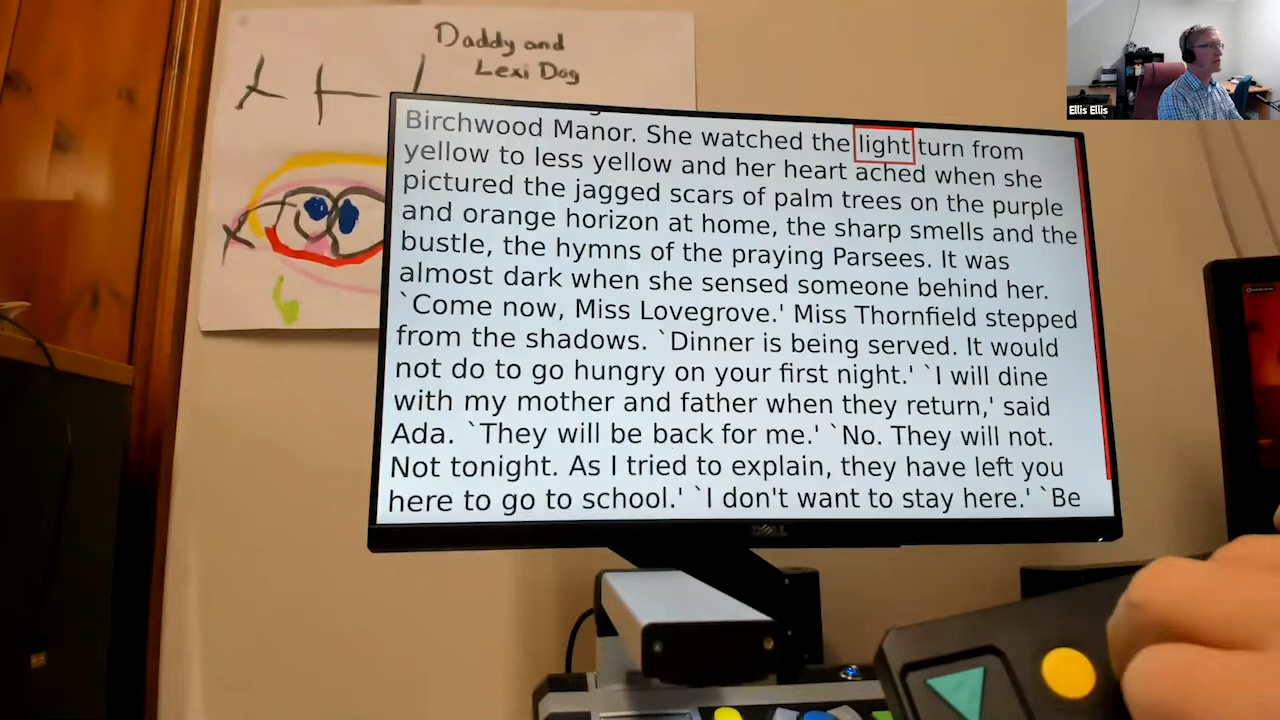 Daddy and
Lexi Dog
Ellis Ellis
Birchwood Manor. She watched the light turn from
yellow to less yellow and her heart ached when she
pictured the jagged scars of palm trees on the purple
and orange horizon at home, the sharp smells and the
bustle, the hymns of the praying Parsees. It was
almost dark when she sensed someone behind her.
`Come now, Miss Lovegrove.' Miss Thornfield stepped
from the shadows. `Dinner is being served. It would
not do to go hungry on your first night.' `I will dine
with my mother and father when they return,' said
Ada. `They will be back for me.' `No. They will not.
Not tonight. As I tried to explain, they have left you
here to go to school.' `I don't want to stay here.' `Be
DELL